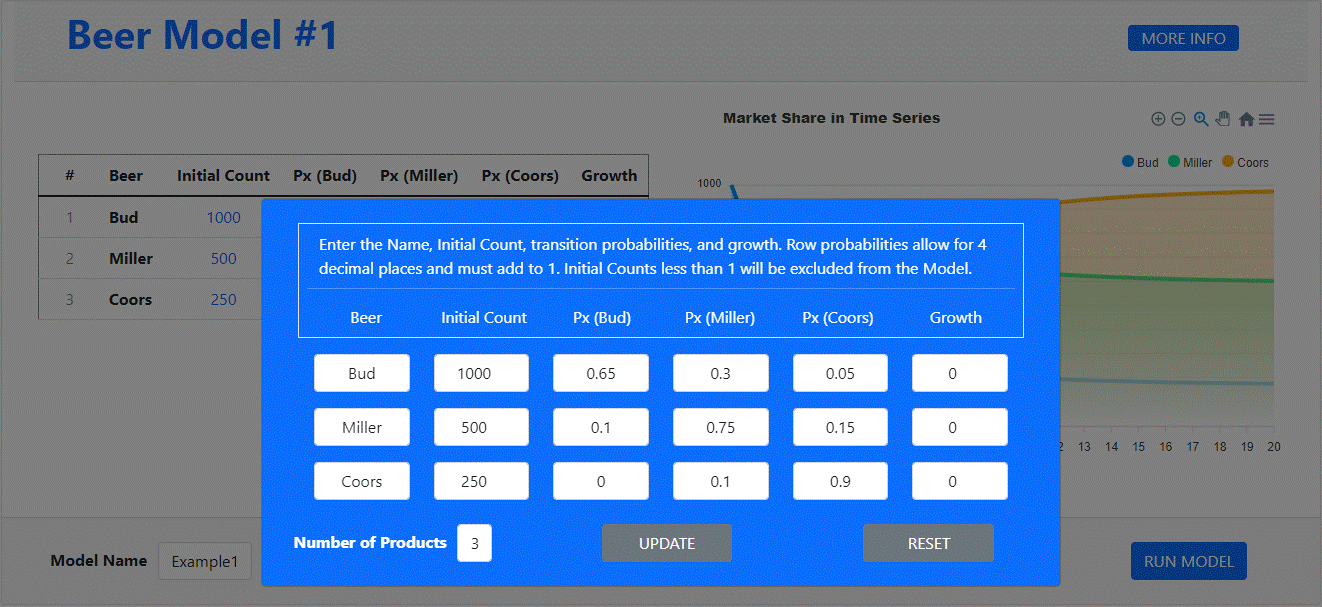 Beer Model #1
MORE INFO
Market Share in Time Series
Bud Miller Coors
# Beer Initial Count Px (Bud) Px (Miller) Px (Coors) Growth
1000
1 Bud 1000
2 Miller 500
3 Coors 250
Enter the Name, Initial Count, transition probabilities, and growth. Row probabilities allow for 4
decimal places and must add to 1. Initial Counts less than 1 will be excluded from the Model.
Beer Initial Count Px (Bud) Px (Miller) Px (Coors) Growth
Bud 1000 0.65 0.3 0.05 0
Miller 500 0.1 0.75 0.15 0
Coors 250 0 0.1 0.9 0
2 13 14 15 16 17 18 19 20
Number of Products 3 UPDATE RESET
Model Name Example1
RUN MODEL